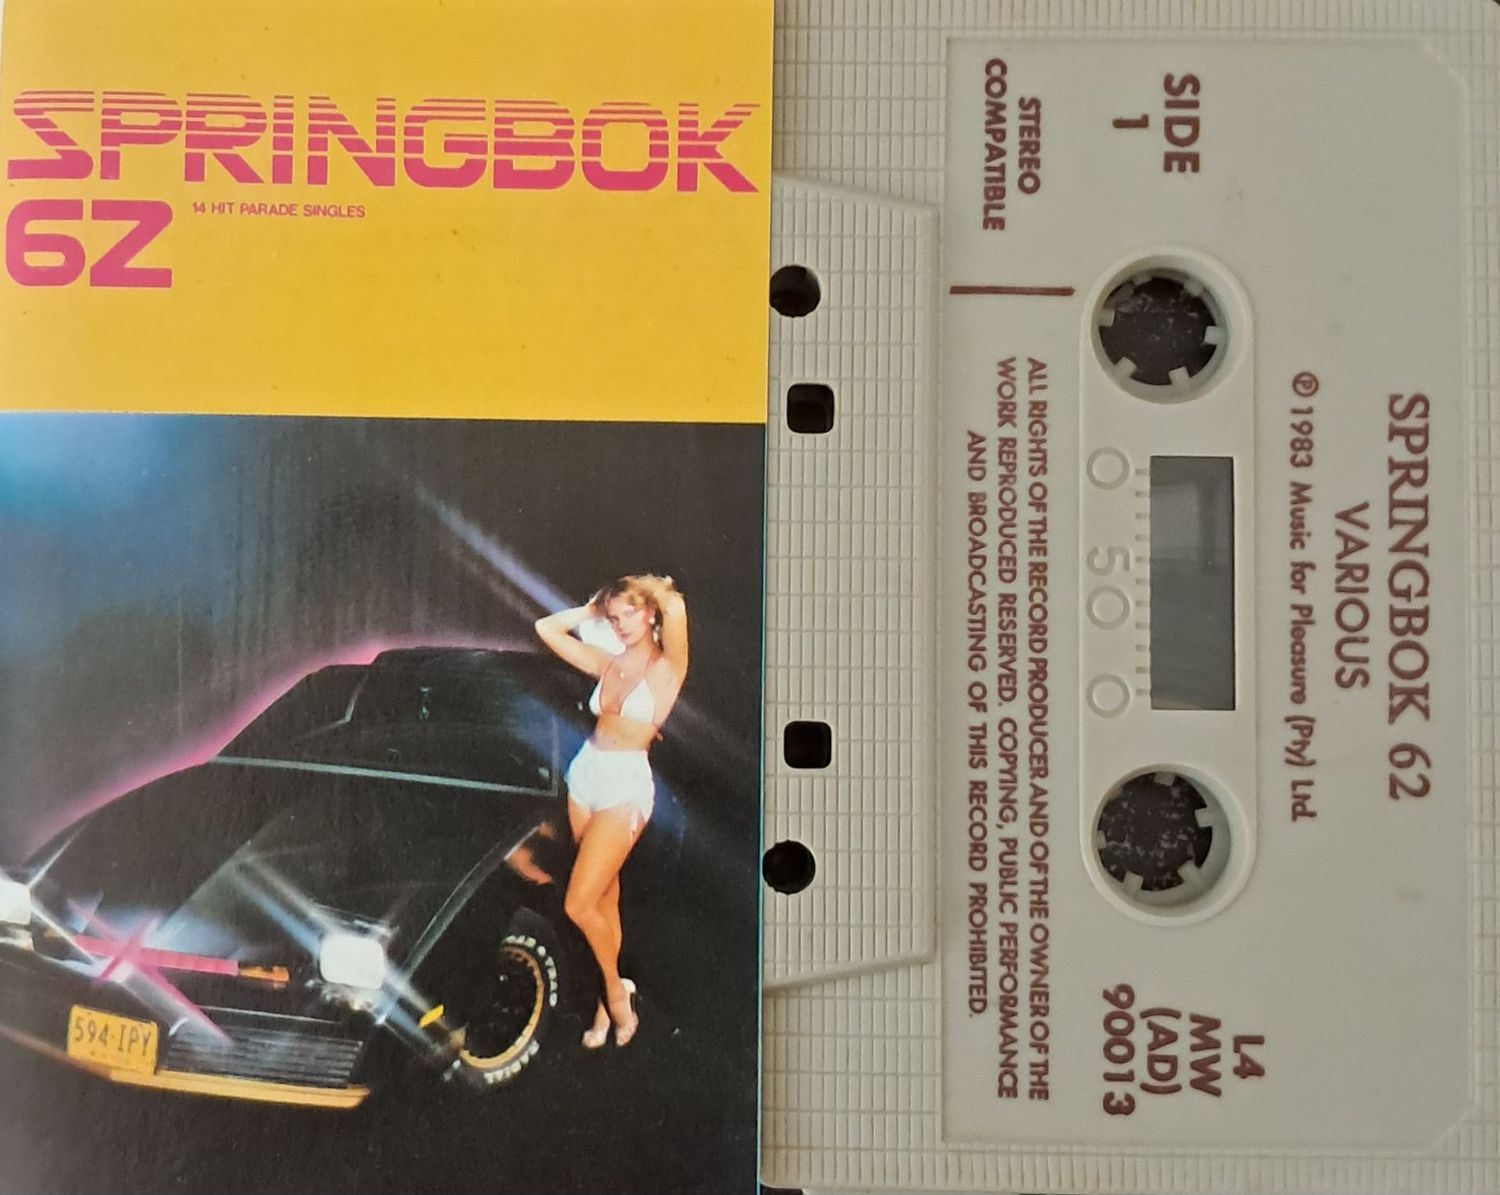 SPRINGBOK
62
14 HIT PARADE SINGLES
594·IPY
RADIAL
SPRINGBOK 62
VARIOUS
℗ 1983 Music for Pleasure (Pty) Ltd.
SIDE
1
L4
MW
(AD)
90013
0 50 0
STEREO
COMPATIBLE
ALL RIGHTS OF THE RECORD PRODUCER AND OF THE OWNER OF THE
WORK REPRODUCED RESERVED. COPYING, PUBLIC PERFORMANCE
AND BROADCASTING OF THIS RECORD PROHIBITED.